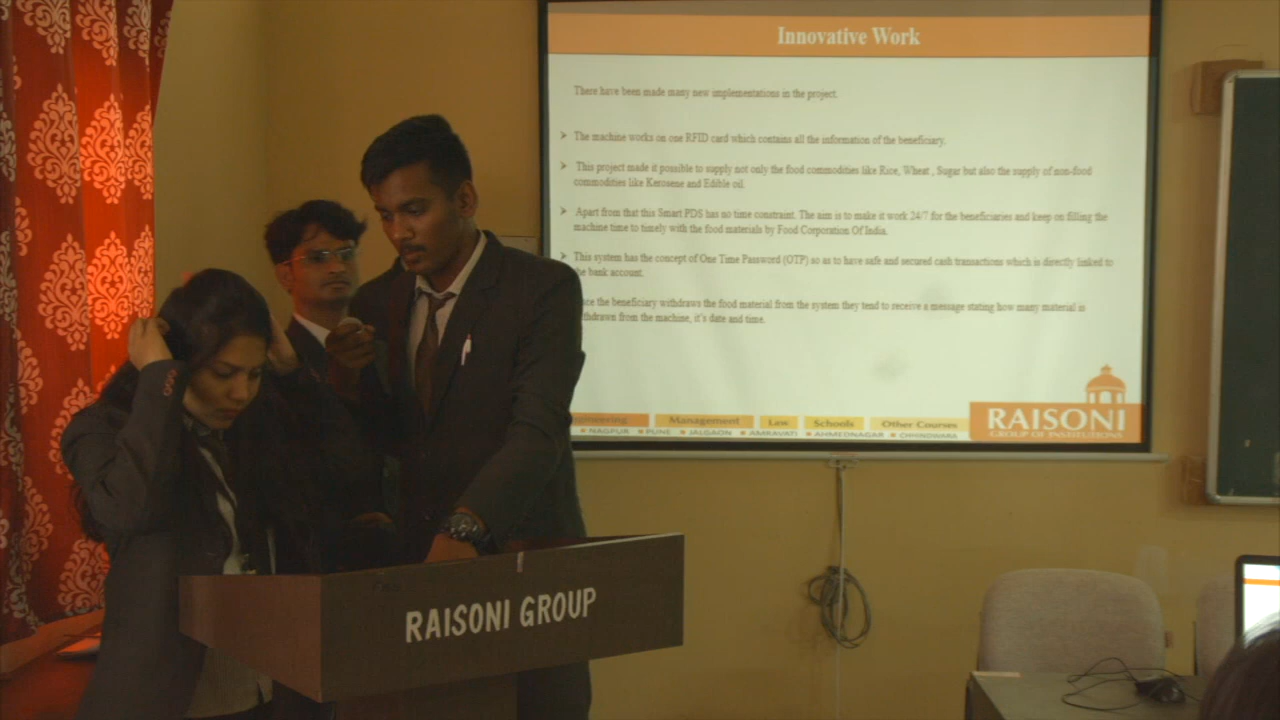 Innovative Work
There have been made many new implementations in the project.
➤ The machine works on one RFID card which contains all the information of the beneficiary.
➤ This project made it possible to supply not only the food commodities like Rice, Wheat , Sugar but also the supply of non-food
commodities like Kerosene and Edible oil.
➤ Apart from that this Smart PDS has no time constraint. The aim is to make it work 24/7 for the beneficiaries and keep on filling the
machine time to timely with the food materials by Food Corporation Of India.
➤ This system has the concept of One Time Password (OTP) so as to have safe and secured cash transactions which is directly linked to
the bank account.
the beneficiary withdraws the food material from the system they tend to receive a message stating how many material is
from the machine, it's date and time.
Management Law Schools Other Courses
NAGPUR PUNE JALGAON AMRAVATI AHMEDNAGAR CHHINDWARA
RAISONI
GROUP OF INSTITUTIONS
RAISONI GROUP